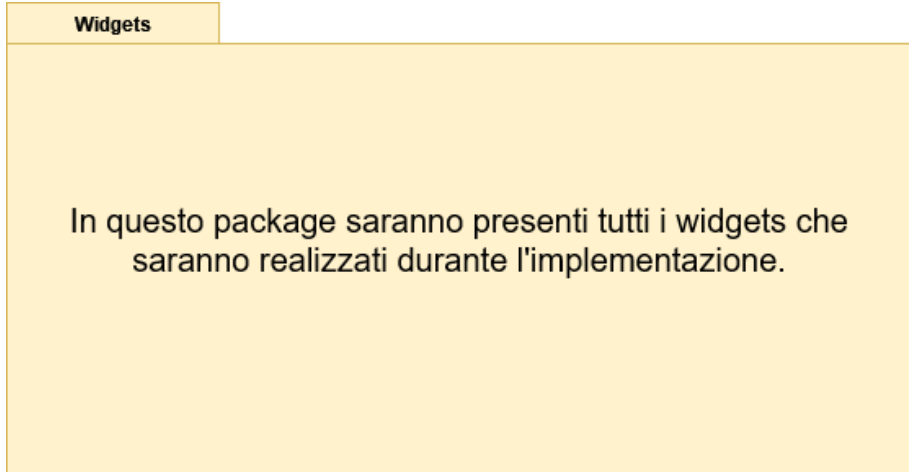 Widgets
In questo package saranno presenti tutti i widgets che
saranno realizzati durante l'implementazione.